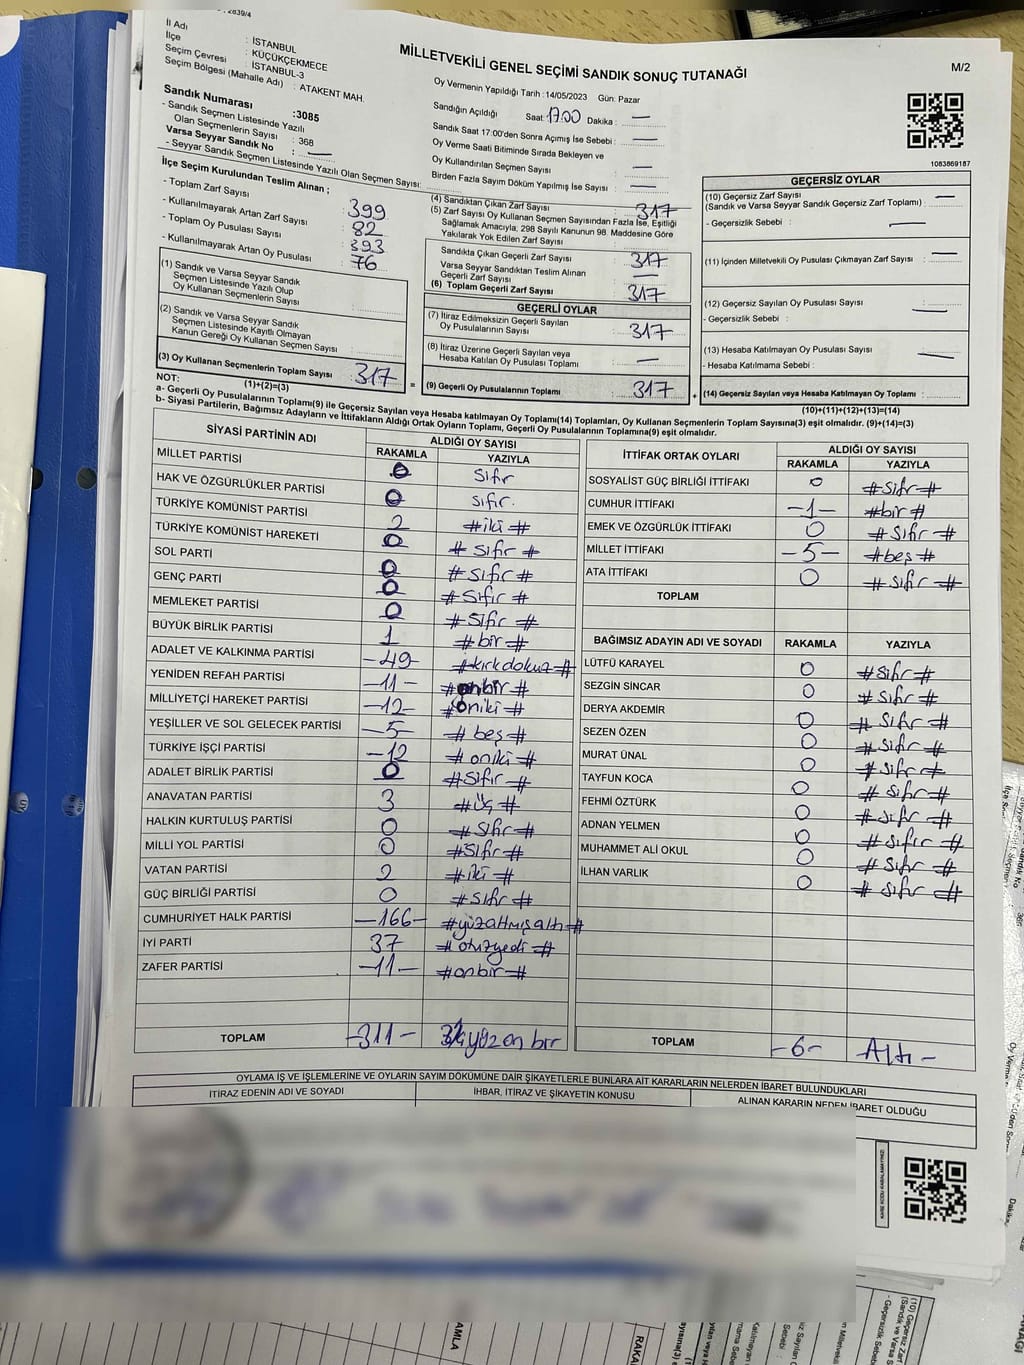 2839/4
İl Adı : İSTANBUL
İlçe : KÜÇÜKÇEKMECE
Seçim Çevresi : İSTANBUL-3
Seçim Bölgesi (Mahalle Adı) : ATAKENT MAH.
MİLLETVEKİLİ GENEL SEÇİMİ SANDIK SONUÇ TUTANAĞI
M/2
Sandık Numarası :3085
- Sandık Seçmen Listesinde Yazılı
Olan Seçmenlerin Sayısı : 368
Varsa Seyyar Sandık No : —
- Seyyar Sandık Seçmen Listesinde Yazılı Olan Seçmen Sayısı:
Oy Vermenin Yapıldığı Tarih : 14/05/2023 Gün: Pazar
Sandığın Açıldığı Saat: 17.00 Dakika : —
Sandık Saat 17:00'den Sonra Açımış İse Sebebi : —
Oy Verme Saati Bitiminde Sırada Bekleyen ve
Oy Kullandırılan Seçmen Sayısı —
Birden Fazla Sayım Döküm Yapılmış İse Sayısı : —
1083869187
İlçe Seçim Kurulundan Teslim Alınan ;
- Toplam Zarf Sayısı : 399
- Kullanılmayarak Artan Zarf Sayısı : 82
- Toplam Oy Pusulası Sayısı : 393
- Kullanılmayarak Artan Oy Pusulası : 76
(1) Sandık ve Varsa Seyyar Sandık
Seçmen Listesinde Yazılı Olup
Oy Kullanan Seçmenlerin Sayısı :
(2) Sandık ve Varsa Seyyar Sandık
Seçmen Listesinde Kayıtlı Olmayan
Kanun Gereği Oy Kullanan Seçmen Sayısı :
(3) Oy Kullanan Seçmenlerin Toplam Sayısı : 317
(1)+(2)=(3)
(4) Sandıktan Çıkan Zarf Sayısı : 317
(5) Zarf Sayısı Oy Kullanan Seçmen Sayısından Fazla İse, Eşitliği
Sağlamak Amacıyla, 298 Sayılı Kanunun 98. Maddesine Göre
Yakılarak Yok Edilen Zarf Sayısı :
Sandıkta Çıkan Geçerli Zarf Sayısı : 317
Varsa Seyyar Sandıktan Teslim Alınan
Geçerli Zarf Sayısı : —
(6) Toplam Geçerli Zarf Sayısı : 317
GEÇERLİ OYLAR
(7) İtiraz Edilmeksizin Geçerli Sayılan
Oy Pusulalarının Sayısı : 317
(8) İtiraz Üzerine Geçerli Sayılan veya
Hesaba Katılan Oy Pusulası Toplamı : —
(9) Geçerli Oy Pusulalarının Toplamı : 317
GEÇERSİZ OYLAR
(10) Geçersiz Zarf Sayısı : —
(Sandık ve Varsa Seyyar Sandık Geçersiz Zarf Toplamı)
- Geçersizlik Sebebi : —
(11) İçinden Milletvekili Oy Pusulası Çıkmayan Zarf Sayısı : —
(12) Geçersiz Sayılan Oy Pusulası Sayısı :
- Geçersizlik Sebebi :
(13) Hesaba Katılmayan Oy Pusulası Sayısı : —
- Hesaba Katılmama Sebebi :
(14) Geçersiz Sayılan veya Hesaba Katılmayan Oy Toplamı :
(10)+(11)+(12)+(13)=(14)
NOT:
a- Geçerli Oy Pusulalarının Toplamı(9) ile Geçersiz Sayılan veya Hesaba katılmayan Oy Toplamı(14) Toplamları, Oy Kullanan Seçmenlerin Toplam Sayısına(3) eşit olmalıdır. (9)+(14)=(3)
b- Siyasi Partilerin, Bağımsız Adayların ve İttifakların Aldığı Ortak Oyların Toplamı, Geçerli Oy Pusulalarının Toplamına(9) eşit olmalıdır.
SİYASİ PARTİNİN ADI ALDIĞI OY SAYISI
RAKAMLA YAZIYLA
MİLLET PARTİSİ 0 sıfır
HAK VE ÖZGÜRLÜKLER PARTİSİ 0 sıfır.
TÜRKİYE KOMÜNİST PARTİSİ 2 #iki#
TÜRKİYE KOMÜNİST HAREKETİ 0 #sıfır#
SOL PARTİ 0 #sıfır#
GENÇ PARTİ 0 #sıfır#
MEMLEKET PARTİSİ 0 #sıfır#
BÜYÜK BİRLİK PARTİSİ 1 #bir#
ADALET VE KALKINMA PARTİSİ -49- #kırkdokuz#
YENİDEN REFAH PARTİSİ -11- #onbir#
MİLLİYETÇİ HAREKET PARTİSİ -12- #oniki#
YEŞİLLER VE SOL GELECEK PARTİSİ -5- #beş#
TÜRKİYE İŞÇİ PARTİSİ -12 #oniki#
ADALET BİRLİK PARTİSİ 0 #sıfır#
ANAVATAN PARTİSİ 3 #üç#
HALKIN KURTULUŞ PARTİSİ 0 #sıfır#
MİLLİ YOL PARTİSİ 0 #sıfır#
VATAN PARTİSİ 2 #iki#
GÜÇ BİRLİĞİ PARTİSİ 0 #sıfır#
CUMHURİYET HALK PARTİSİ -166- #yüzaltmışaltı#
İYİ PARTİ 37 #otuzyedi#
ZAFER PARTİSİ -11- #onbir#
TOPLAM -311- yüzon bir
İTTİFAK ORTAK OYLARI ALDIĞI OY SAYISI
RAKAMLA YAZIYLA
SOSYALİST GÜÇ BİRLİĞİ İTTİFAKI 0 #sıfır#
CUMHUR İTTİFAKI -1- #bir#
EMEK VE ÖZGÜRLÜK İTTİFAKI 0 #sıfır#
MİLLET İTTİFAKI -5- #beş#
ATA İTTİFAKI 0 #sıfır#
TOPLAM
BAĞIMSIZ ADAYIN ADI VE SOYADI RAKAMLA YAZIYLA
LÜTFÜ KARAYEL 0 #sıfır#
SEZGİN SİNCAR 0 #sıfır#
DERYA AKDEMİR 0 #sıfır#
SEZEN ÖZEN 0 #sıfır#
MURAT ÜNAL 0 #sıfır#
TAYFUN KOCA 0 #sıfır#
FEHMİ ÖZTÜRK 0 #sıfır#
ADNAN YELMEN 0 #sıfır#
MUHAMMET ALİ OKUL 0 #sıfır#
İLHAN VARLIK 0 #sıfır#
TOPLAM -6- Altı-
OYLAMA İŞ VE İŞLEMLERİNE VE OYLARIN SAYIM DÖKÜMÜNE DAİR ŞİKAYETLERLE BUNLARA AİT KARARLARIN NELERDEN İBARET BULUNDUKLARI
İTİRAZ EDENİN ADI VE SOYADI İHBAR, İTİRAZ VE ŞİKAYETİN KONUSU ALINAN KARARIN NEDEN İBARET OLDUĞU